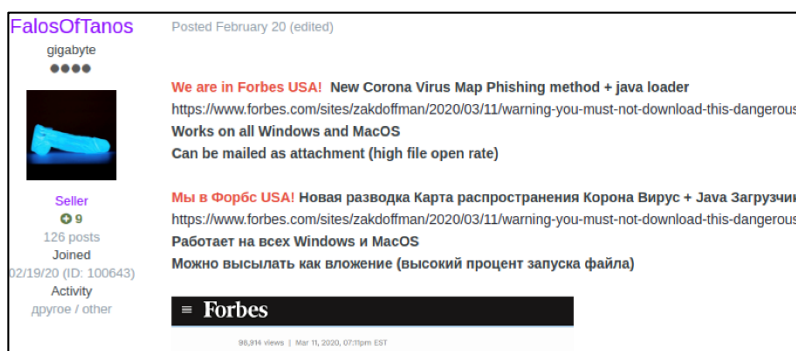 FalosOfTanos
gigabyte
Seller
9
126 posts
Joined
02/19/20 (ID: 100643)
Activity
другое / other
Posted February 20 (edited)
We are in Forbes USA! New Corona Virus Map Phishing method + java loader
https://www.forbes.com/sites/zakdoffman/2020/03/11/warning-you-must-not-download-this-dangerous
Works on all Windows and MacOS
Can be mailed as attachment (high file open rate)
Мы в Форбс USA! Новая разводка Карта распространения Корона Вирус + Java Загрузчик
https://www.forbes.com/sites/zakdoffman/2020/03/11/warning-you-must-not-download-this-dangerous
Работает на всех Windows и MacOS
Можно высылать как вложение (высокий процент запуска файла)
Forbes
98,914 views | Mar 11, 2020, 07:11pm EST